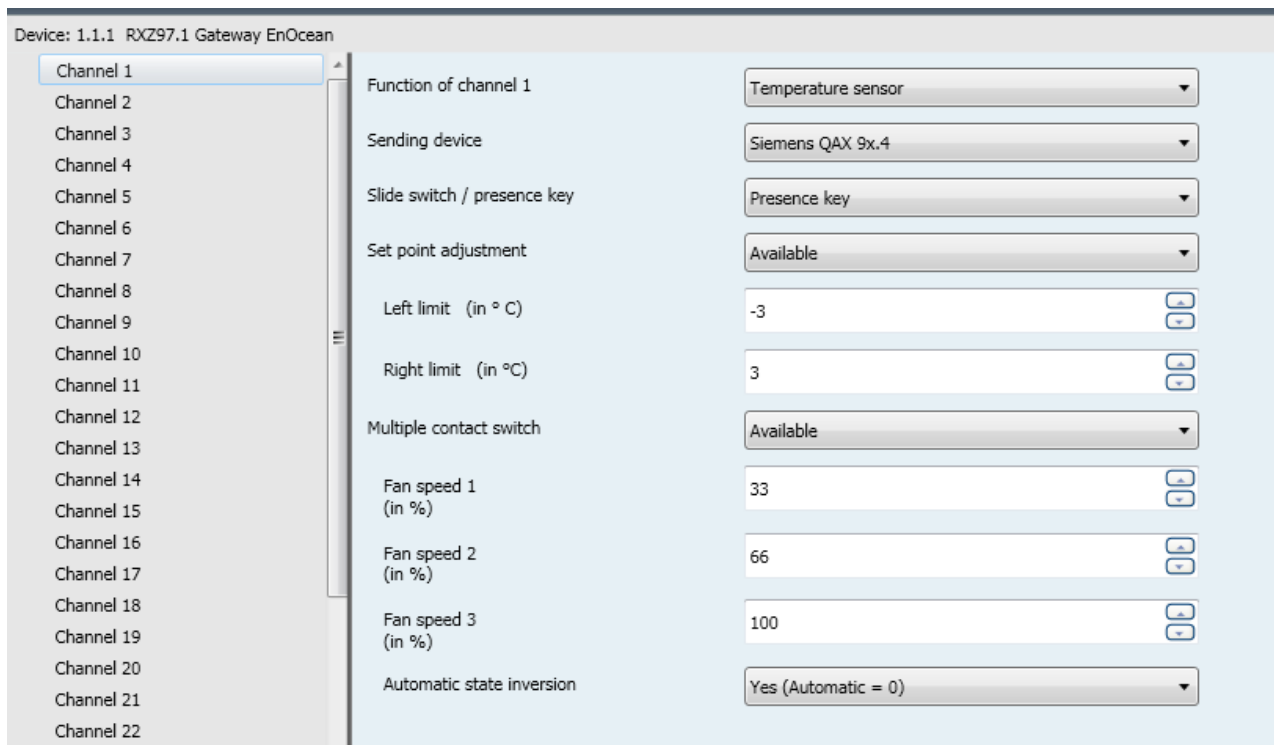 Device: 1.1.1  RXZ97.1 Gateway EnOcean
Channel 1
Channel 2
Channel 3
Channel 4
Channel 5
Channel 6
Channel 7
Channel 8
Channel 9
Channel 10
Channel 11
Channel 12
Channel 13
Channel 14
Channel 15
Channel 16
Channel 17
Channel 18
Channel 19
Channel 20
Channel 21
Channel 22
Function of channel 1 Temperature sensor
Sending device Siemens QAX 9x.4
Slide switch / presence key Presence key
Set point adjustment Available
Left limit   (in ° C) -3
Right limit   (in °C) 3
Multiple contact switch Available
Fan speed 1 33
(in %)
Fan speed 2 66
(in %)
Fan speed 3 100
(in %)
Automatic state inversion Yes (Automatic = 0)